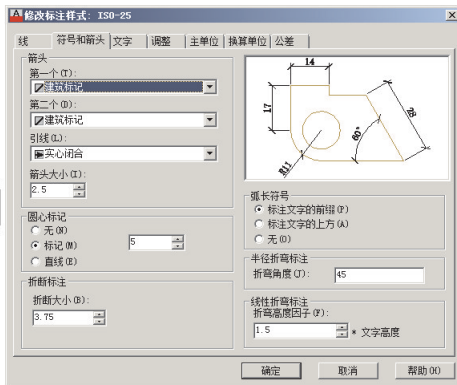 修改标注样式: ISO-25
线 符号和箭头 文字 调整 主单位 换算单位 公差
箭头
第一个(T):
建筑标记
第二个(D):
建筑标记
引线(L):
实心闭合
箭头大小(I):
2.5
圆心标记
无(N)
标记(M) 5
直线(E)
折断标注
折断大小(B):
3.75
14
17
28
60°
R11
弧长符号
标注文字的前缀(P)
标注文字的上方(A)
无(O)
半径折弯标注
折弯角度(J): 45
线性折弯标注
折弯高度因子(F):
1.5 * 文字高度
确定 取消 帮助(H)